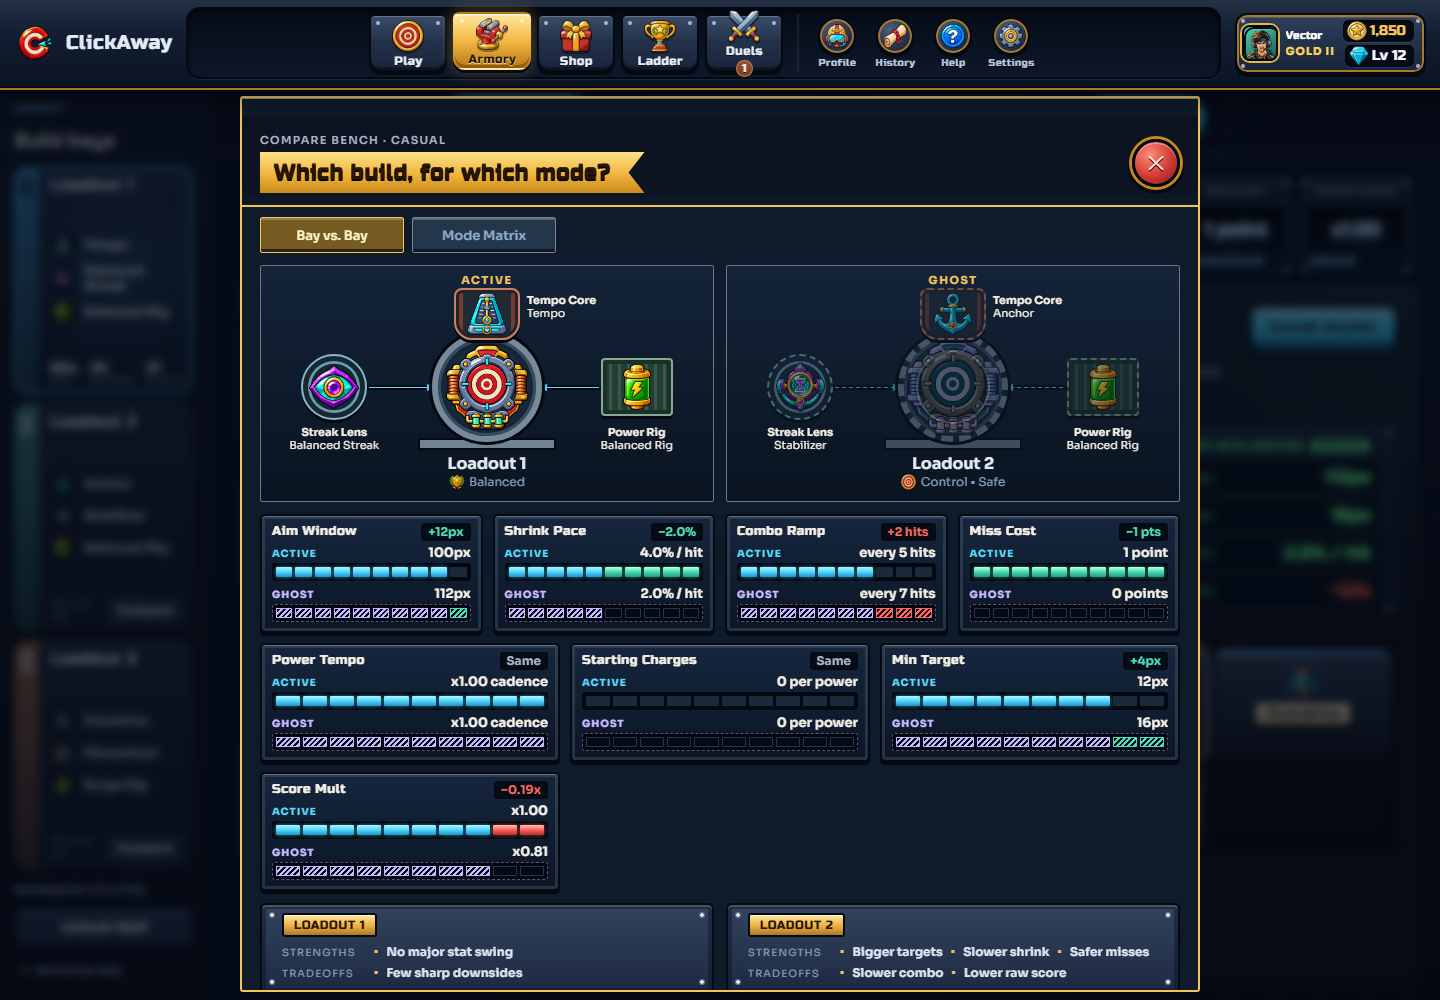 ClickAway
Play
Armory
Shop
Ladder
Duels
1
Profile
History
Help
Settings
Vector
GOLD II
1,850
Lv 12
COMPARE BENCH · CASUAL
Which build, for which mode?
Bay vs. Bay
Mode Matrix
ACTIVE
Tempo Core
Tempo
Streak Lens
Balanced Streak
Power Rig
Balanced Rig
Loadout 1
Balanced
GHOST
Tempo Core
Anchor
Streak Lens
Stabilizer
Power Rig
Balanced Rig
Loadout 2
Control • Safe
Aim Window
+12px
ACTIVE
100px
GHOST
112px
Shrink Pace
−2.0%
ACTIVE
4.0% / hit
GHOST
2.0% / hit
Combo Ramp
+2 hits
ACTIVE
every 5 hits
GHOST
every 7 hits
Miss Cost
−1 pts
ACTIVE
1 point
GHOST
0 points
Power Tempo
Same
ACTIVE
x1.00 cadence
GHOST
x1.00 cadence
Starting Charges
Same
ACTIVE
0 per power
GHOST
0 per power
Min Target
+4px
ACTIVE
12px
GHOST
16px
Score Mult
−0.19x
ACTIVE
x1.00
GHOST
x0.81
LOADOUT 1
STRENGTHS • No major stat swing
TRADEOFFS • Few sharp downsides
LOADOUT 2
STRENGTHS • Bigger targets • Slower shrink • Safer misses
TRADEOFFS • Slower combo • Lower raw score